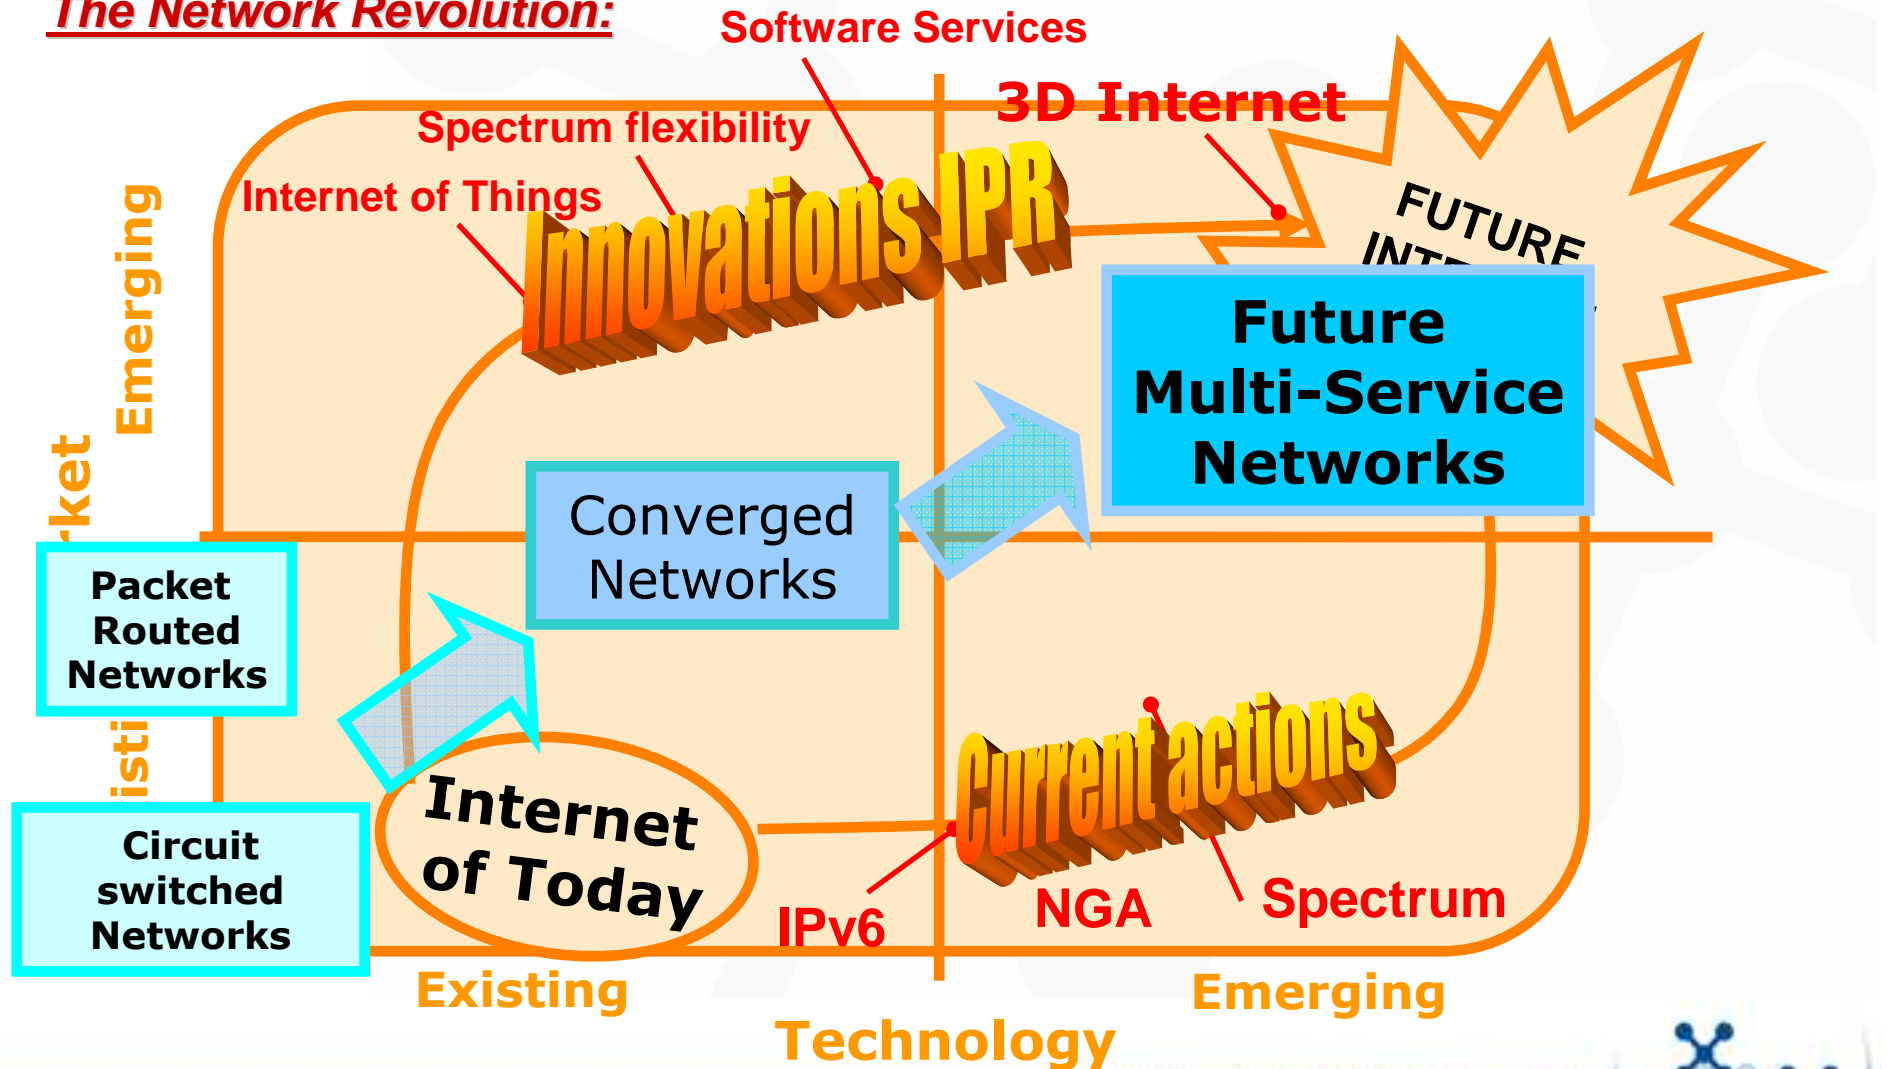 The Network Revolution:
Software Services
3D Internet
Spectrum flexibility
Internet of Things
Innovations IPR
Emerging
FUTURE
Future
Multi-Service
Networks
Converged
Networks
Packet
Routed
Networks
Current actions
Internet
of Today
Circuit
switched
Networks
IPv6
NGA
Spectrum
Existing
Emerging
Technology